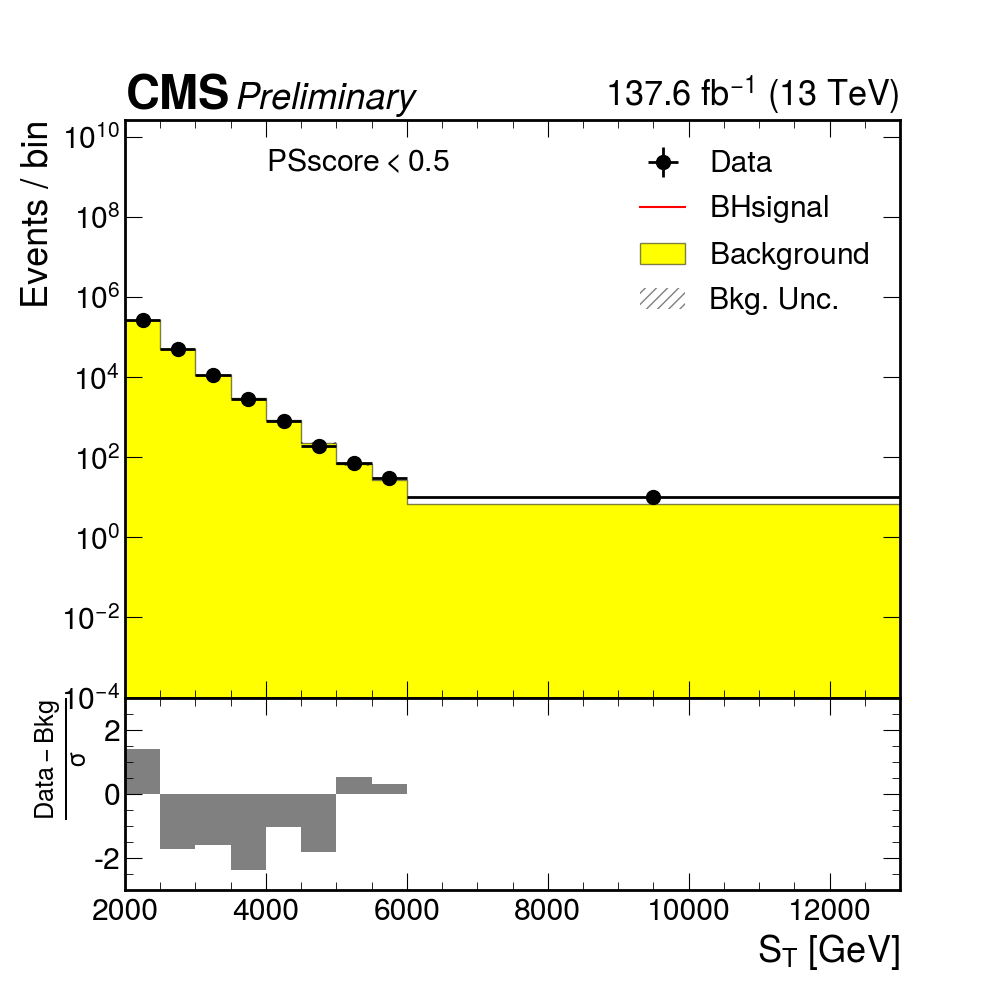 CMS Preliminary
137.6 fb⁻¹ (13 TeV)
Events / bin
10¹⁰
10⁸
10⁶
10⁴
10²
10⁰
10⁻²
10⁻⁴
PSscore < 0.5
Data
BHsignal
Background
Bkg. Unc.
Data – Bkg
σ
2
0
-2
2000 4000 6000 8000 10000 12000
S_T [GeV]